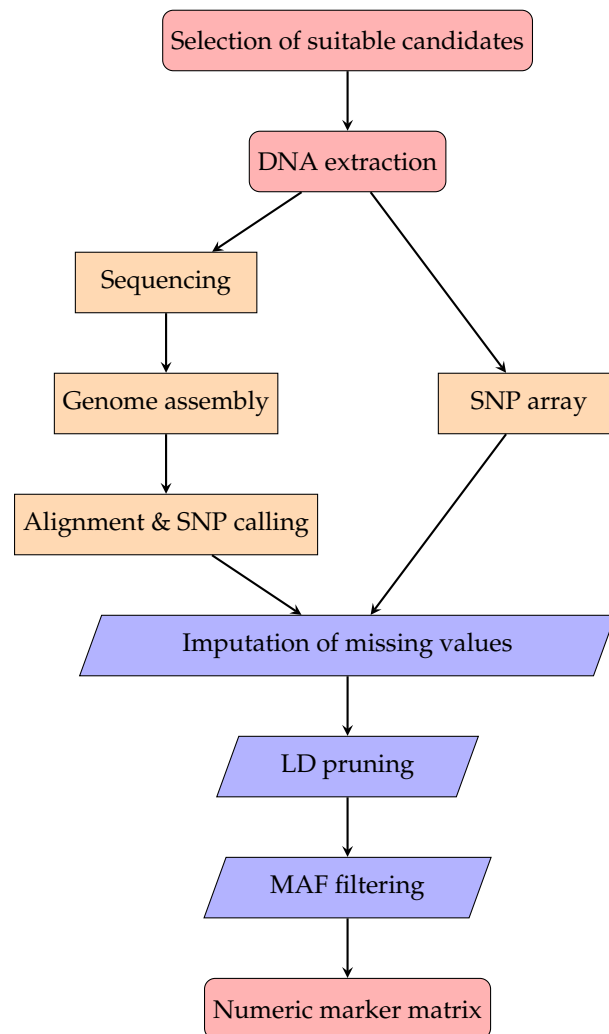 Selection of suitable candidates
DNA extraction
Sequencing
Genome assembly
SNP array
Alignment & SNP calling
Imputation of missing values
LD pruning
MAF filtering
Numeric marker matrix